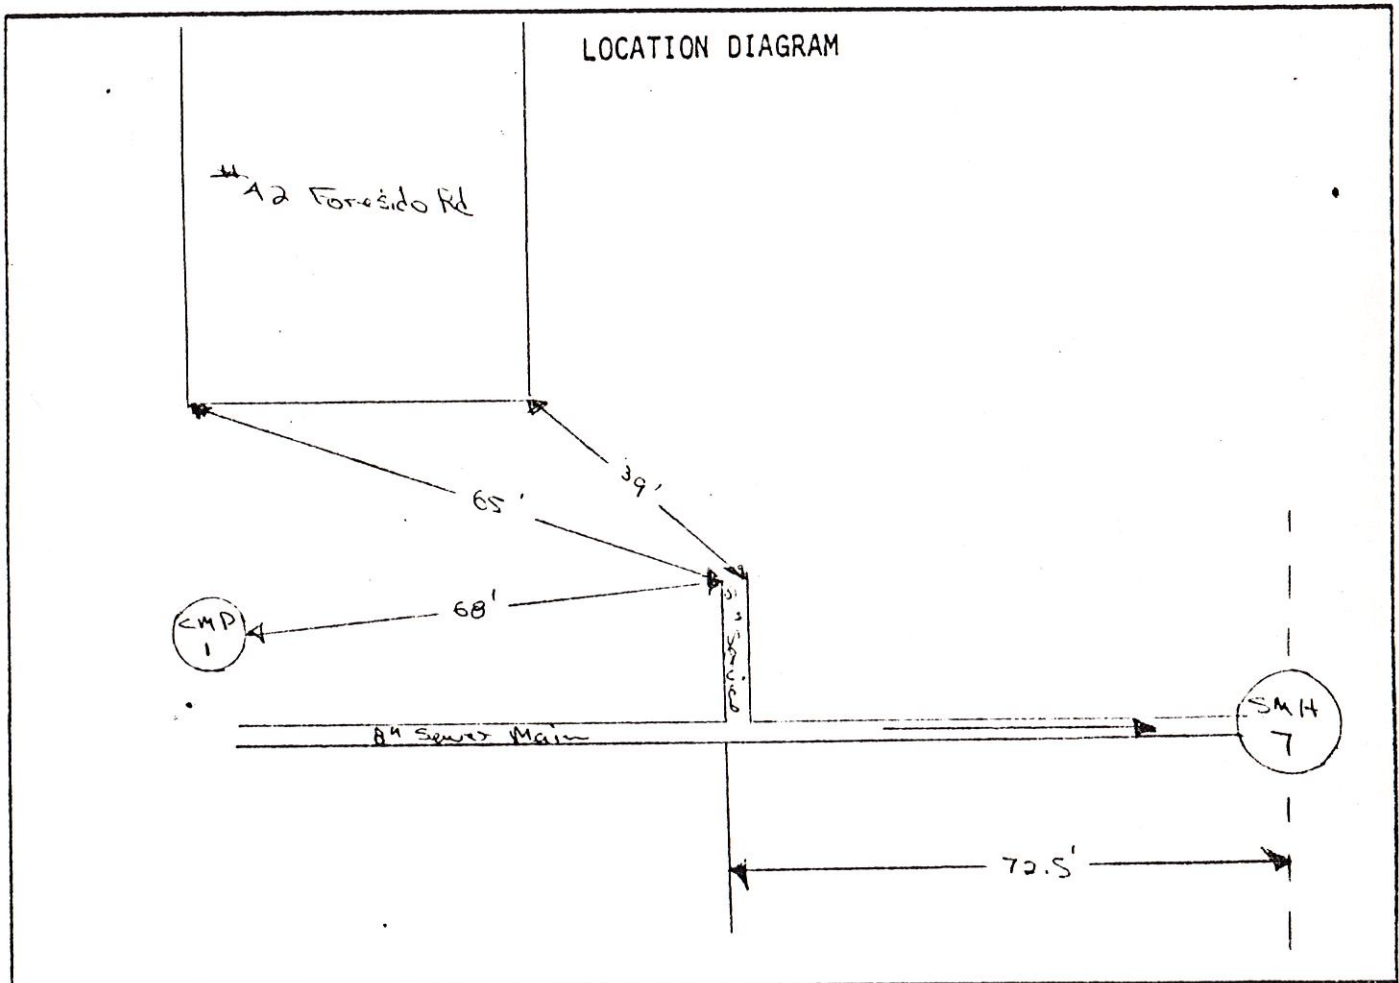 LOCATION DIAGRAM
# A2 Foreside Rd
39'
65'
68'
CMP
1
8" Sewer Main
SMH
7
72.5'